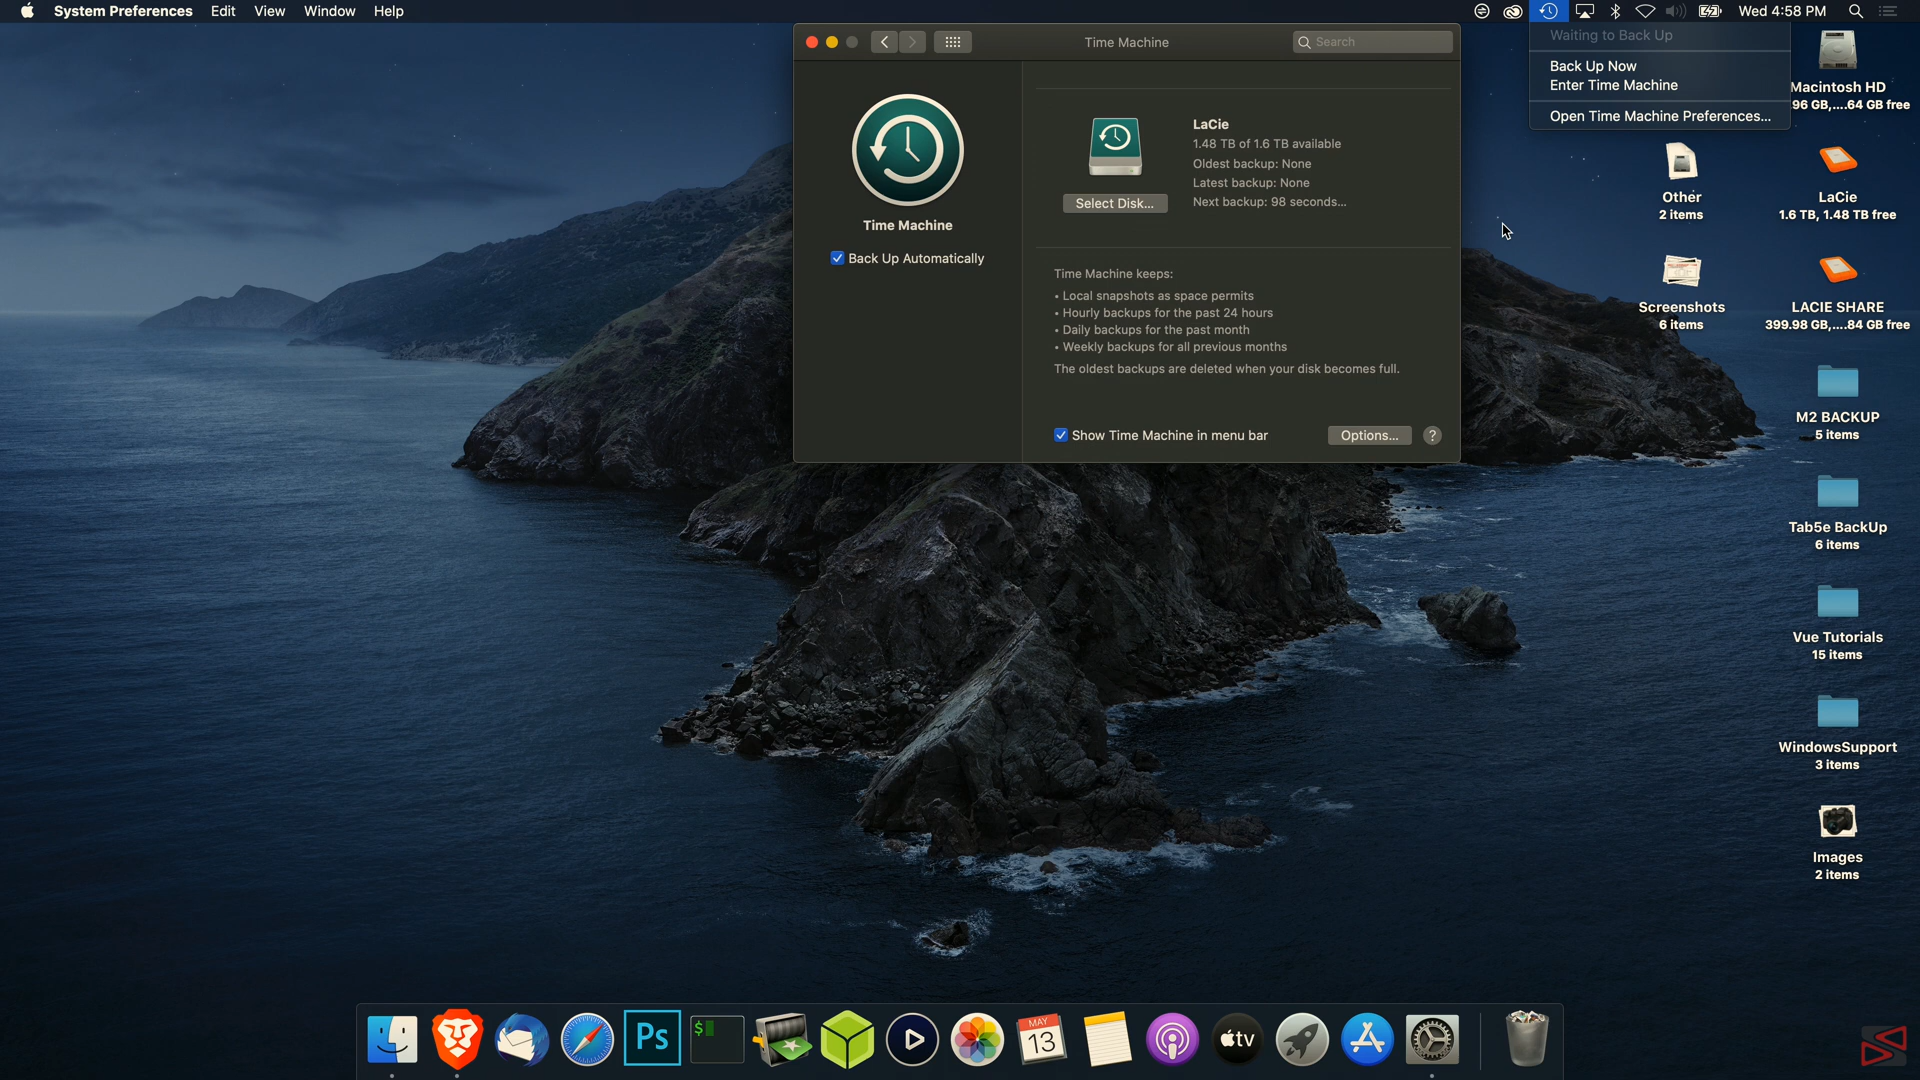 System Preferences Edit View Window Help
Wed 4:58 PM
Time Machine
Search
Waiting to Back Up
Back Up Now
Enter Time Machine
Open Time Machine Preferences...
LaCie
1.48 TB of 1.6 TB available
Oldest backup: None
Latest backup: None
Next backup: 98 seconds...
Select Disk...
Time Machine
Back Up Automatically
Time Machine keeps:
• Local snapshots as space permits
• Hourly backups for the past 24 hours
• Daily backups for the past month
• Weekly backups for all previous months
The oldest backups are deleted when your disk becomes full.
Show Time Machine in menu bar
Options...
?
Macintosh HD
96 GB,....64 GB free
Other
2 items
LaCie
1.6 TB, 1.48 TB free
Screenshots
6 items
LACIE SHARE
399.98 GB,....84 GB free
M2 BACKUP
5 items
Tab5e BackUp
6 items
Vue Tutorials
15 items
WindowsSupport
3 items
Images
2 items
Ps
$
MAY
13
tv